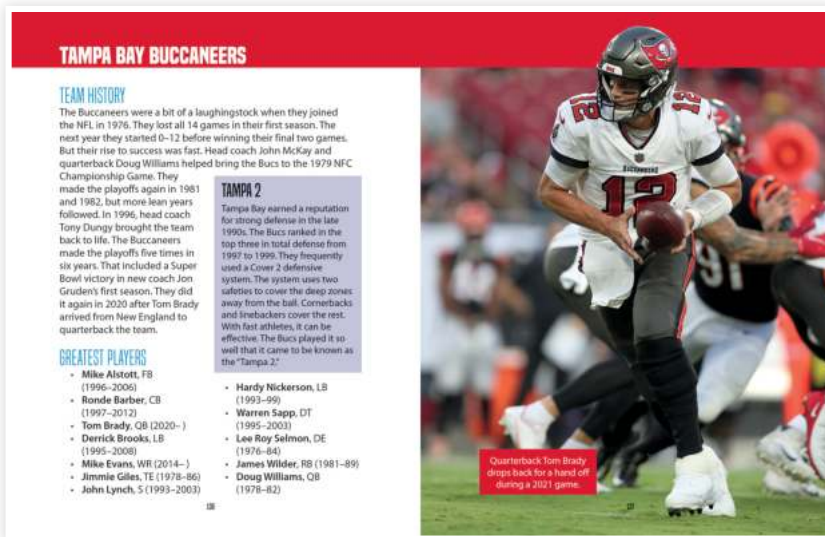 TAMPA BAY BUCCANEERS
TEAM HISTORY
The Buccaneers were a bit of a laughingstock when they joined
the NFL in 1976. They lost all 14 games in their first season. The
next year they started 0–12 before winning their final two games.
But their rise to success was fast. Head coach John McKay and
quarterback Doug Williams helped bring the Bucs to the 1979 NFC
Championship Game. They
made the playoffs again in 1981
and 1982, but more lean years
followed. In 1996, head coach
Tony Dungy brought the team
back to life. The Buccaneers
made the playoffs five times in
six years. That included a Super
Bowl victory in new coach Jon
Gruden's first season. They did
it again in 2020 after Tom Brady
arrived from New England to
quarterback the team.
TAMPA 2
Tampa Bay earned a reputation
for strong defense in the late
1990s. The Bucs ranked in the
top three in total defense from
1997 to 1999. They frequently
used a Cover 2 defensive
system. The system uses two
safeties to cover the deep zones
away from the ball. Cornerbacks
and linebackers cover the rest.
With fast athletes, it can be
effective. The Bucs played it so
well that it came to be known as
the "Tampa 2."
GREATEST PLAYERS
• Mike Alstott, FB
(1996–2006)
• Ronde Barber, CB
(1997–2012)
• Tom Brady, QB (2020– )
• Derrick Brooks, LB
(1995–2008)
• Mike Evans, WR (2014– )
• Jimmie Giles, TE (1978–86)
• John Lynch, S (1993–2003)
• Hardy Nickerson, LB
(1993–99)
• Warren Sapp, DT
(1995–2003)
• Lee Roy Selmon, DE
(1976–84)
• James Wilder, RB (1981–89)
• Doug Williams, QB
(1978–82)
12
12
BUCCANEERS
12
91
Quarterback Tom Brady
drops back for a hand off
during a 2021 game.